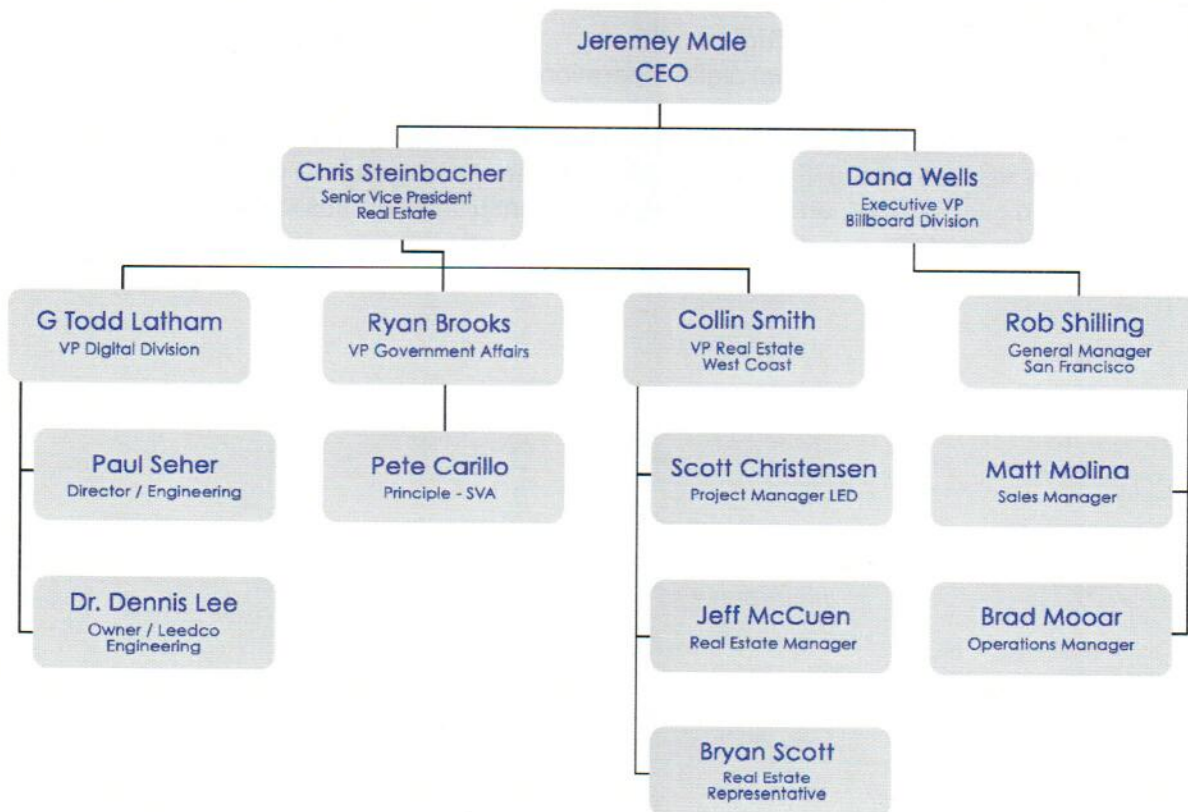 Jeremey Male
CEO
Chris Steinbacher
Senior Vice President
Real Estate
Dana Wells
Executive VP
Billboard Division
G Todd Latham
VP Digital Division
Ryan Brooks
VP Government Affairs
Collin Smith
VP Real Estate
West Coast
Rob Shilling
General Manager
San Francisco
Paul Seher
Director / Engineering
Pete Carillo
Principle - SVA
Scott Christensen
Project Manager LED
Matt Molina
Sales Manager
Dr. Dennis Lee
Owner / Leedco
Engineering
Jeff McCuen
Real Estate Manager
Brad Mooar
Operations Manager
Bryan Scott
Real Estate
Representative